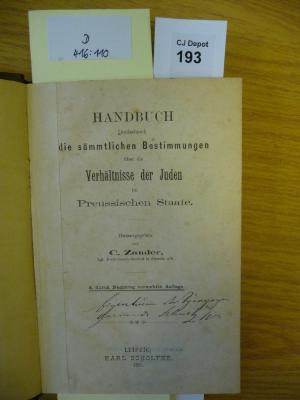 D
416:110
CJ Depot
193
HANDBUCH
die sämmtlichen Bestimmungen
über die
Verhältnisse der Juden
im
Preussischen Staate.
Herausgegeben
von
C. Zander,
Auflage.
LEIPZIG,
KARL SCHOLTZE.